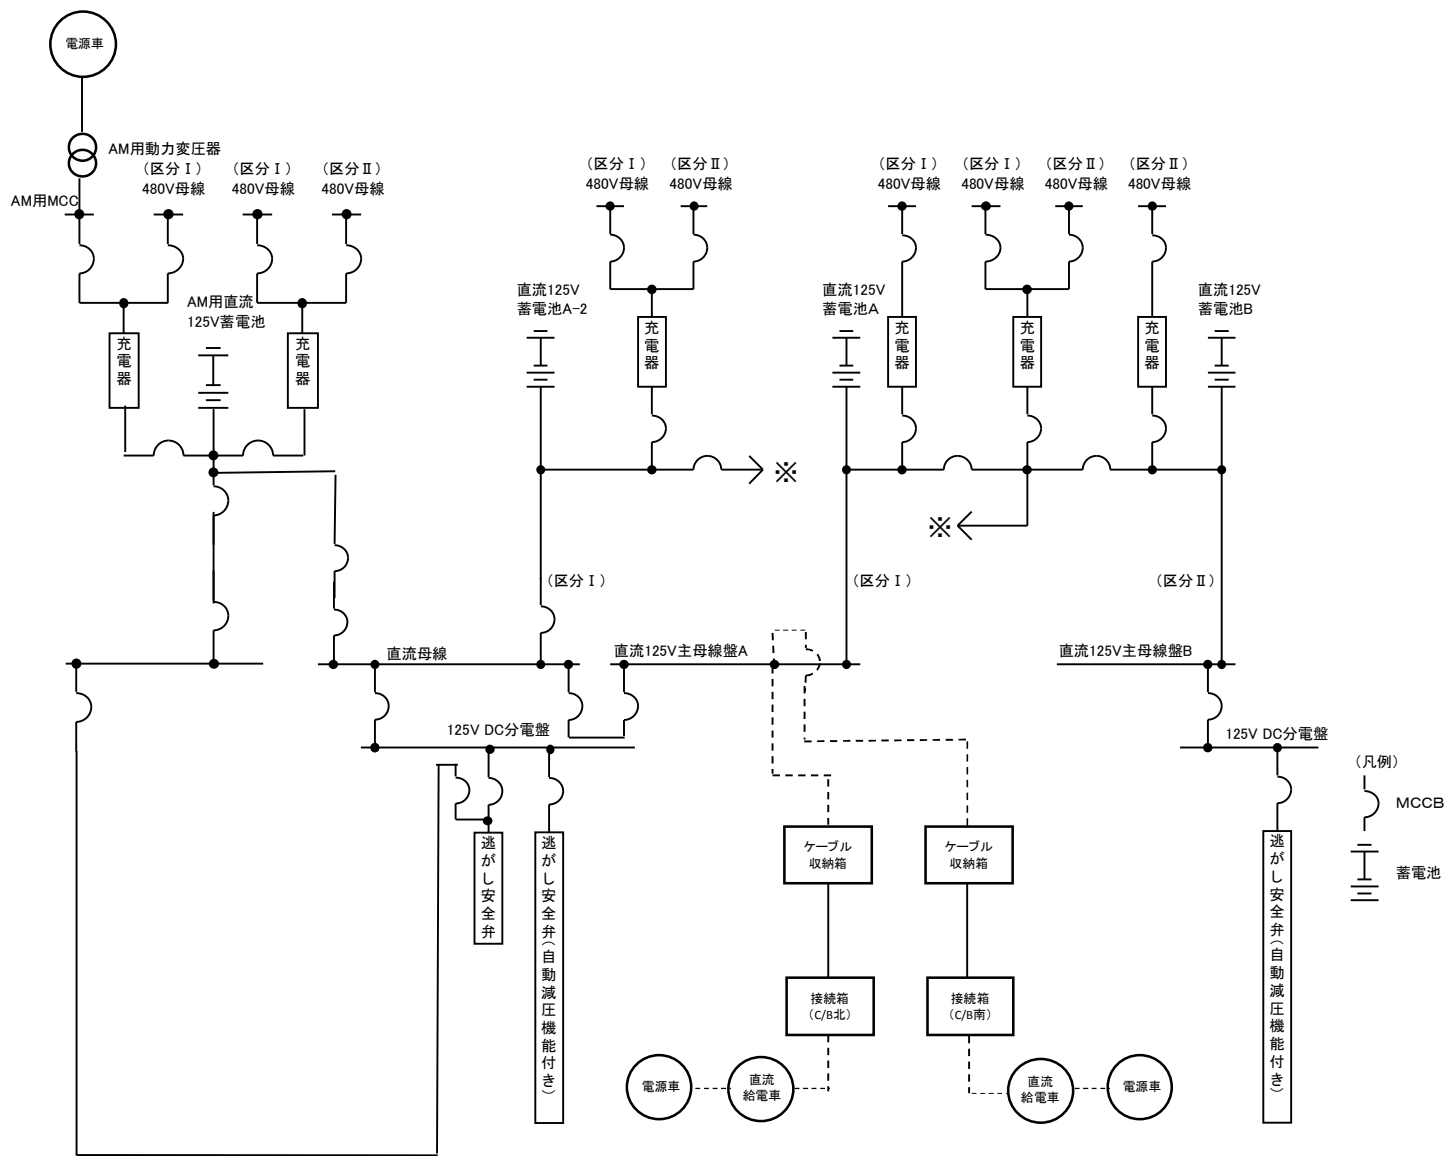 電源車
AM用動力変圧器
(区分Ⅰ)
480V母線
(区分Ⅰ)
480V母線
(区分Ⅱ)
480V母線
AM用MCC
(区分Ⅰ)
480V母線
(区分Ⅱ)
480V母線
(区分Ⅰ)
480V母線
(区分Ⅰ)
480V母線
(区分Ⅱ)
480V母線
(区分Ⅱ)
480V母線
AM用直流
125V蓄電池
直流125V
蓄電池A-2
直流125V
蓄電池A
直流125V
蓄電池B
充電器
充電器
充電器
充電器
充電器
充電器
※
※
(区分Ⅰ)
(区分Ⅰ)
(区分Ⅱ)
直流母線
直流125V主母線盤A
直流125V主母線盤B
125V DC分電盤
125V DC分電盤
(凡例)
MCCB
蓄電池
逃がし安全弁
逃がし安全弁(自動減圧機能付き)
ケーブル
収納箱
ケーブル
収納箱
逃がし安全弁(自動減圧機能付き)
接続箱
(C/B北)
接続箱
(C/B南)
電源車
直流
給電車
直流
給電車
電源車